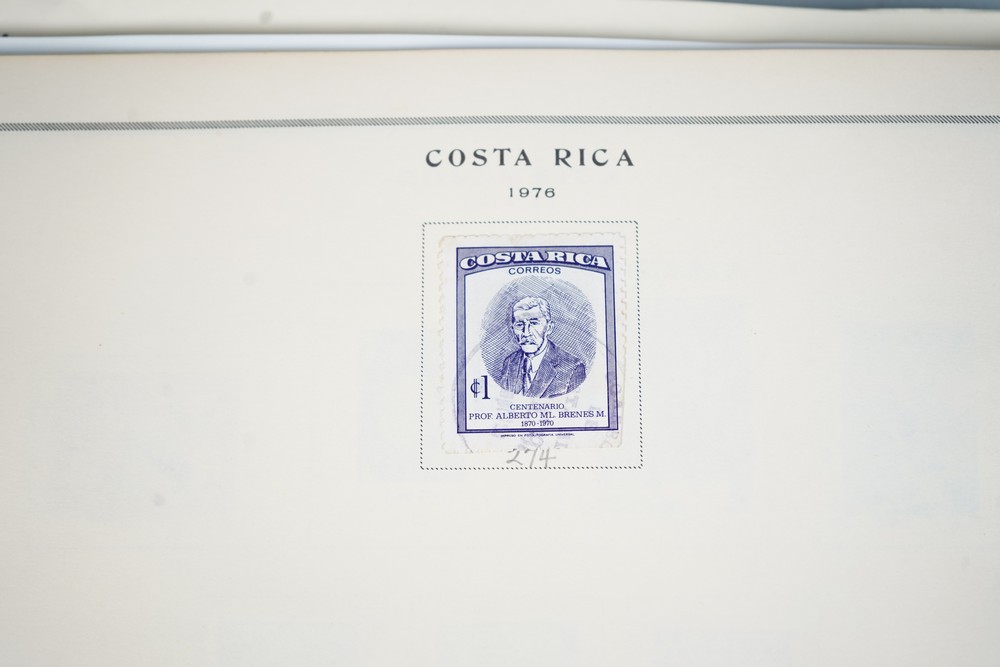 COSTA RICA
1976
COSTA RICA
CORREOS
₡1
CENTENARIO
PROF. ALBERTO ML. BRENES M.
1870-1970
274